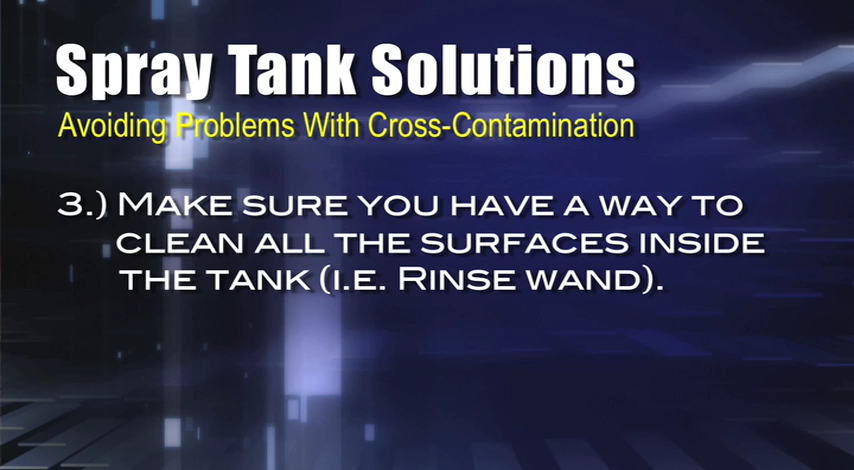 Spray Tank Solutions
Avoiding Problems With Cross-Contamination
3.) Make sure you have a way to
clean all the surfaces inside
the tank (i.e. Rinse wand).